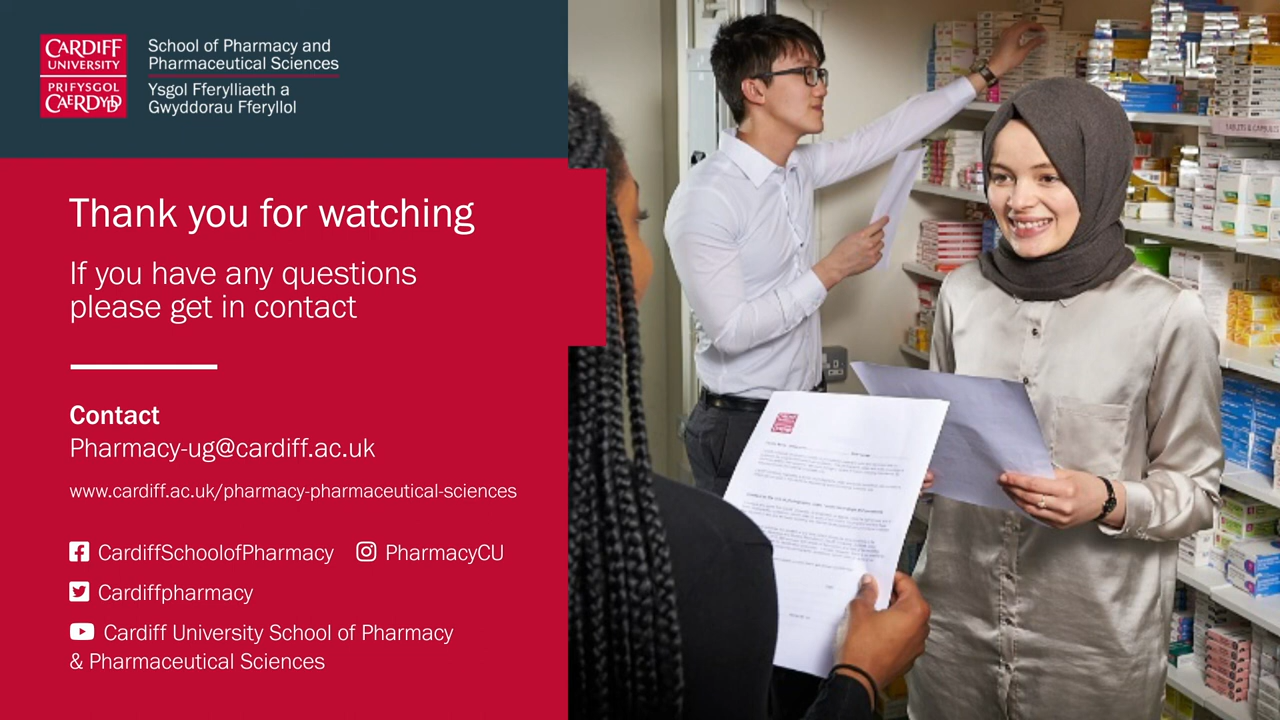 CARDIFF
UNIVERSITY
PRIFYSGOL
CAERDYDD
School of Pharmacy and
Pharmaceutical Sciences
Ysgol Fferylliaeth a
Gwyddorau Fferyllol
Thank you for watching
If you have any questions
please get in contact
Contact
Pharmacy-ug@cardiff.ac.uk
www.cardiff.ac.uk/pharmacy-pharmaceutical-sciences
CardiffSchoolofPharmacy PharmacyCU
Cardiffpharmacy
Cardiff University School of Pharmacy
& Pharmaceutical Sciences
TABLETS & CAPSULES